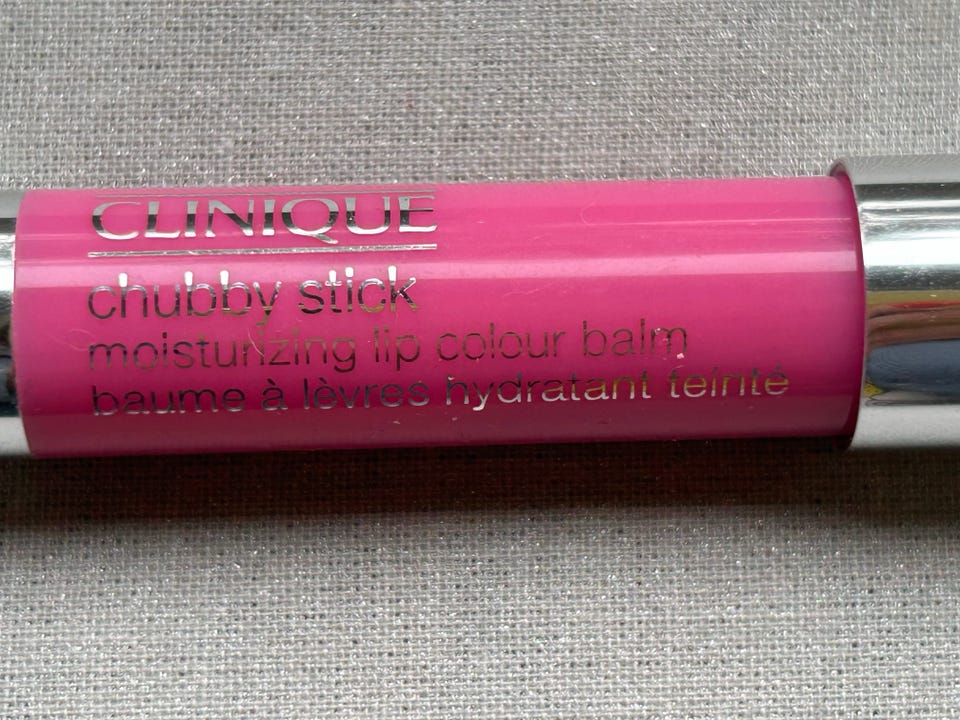 CLINIQUE
chubby stick
moisturizing lip colour balm
baume à lèvres hydratant teinté